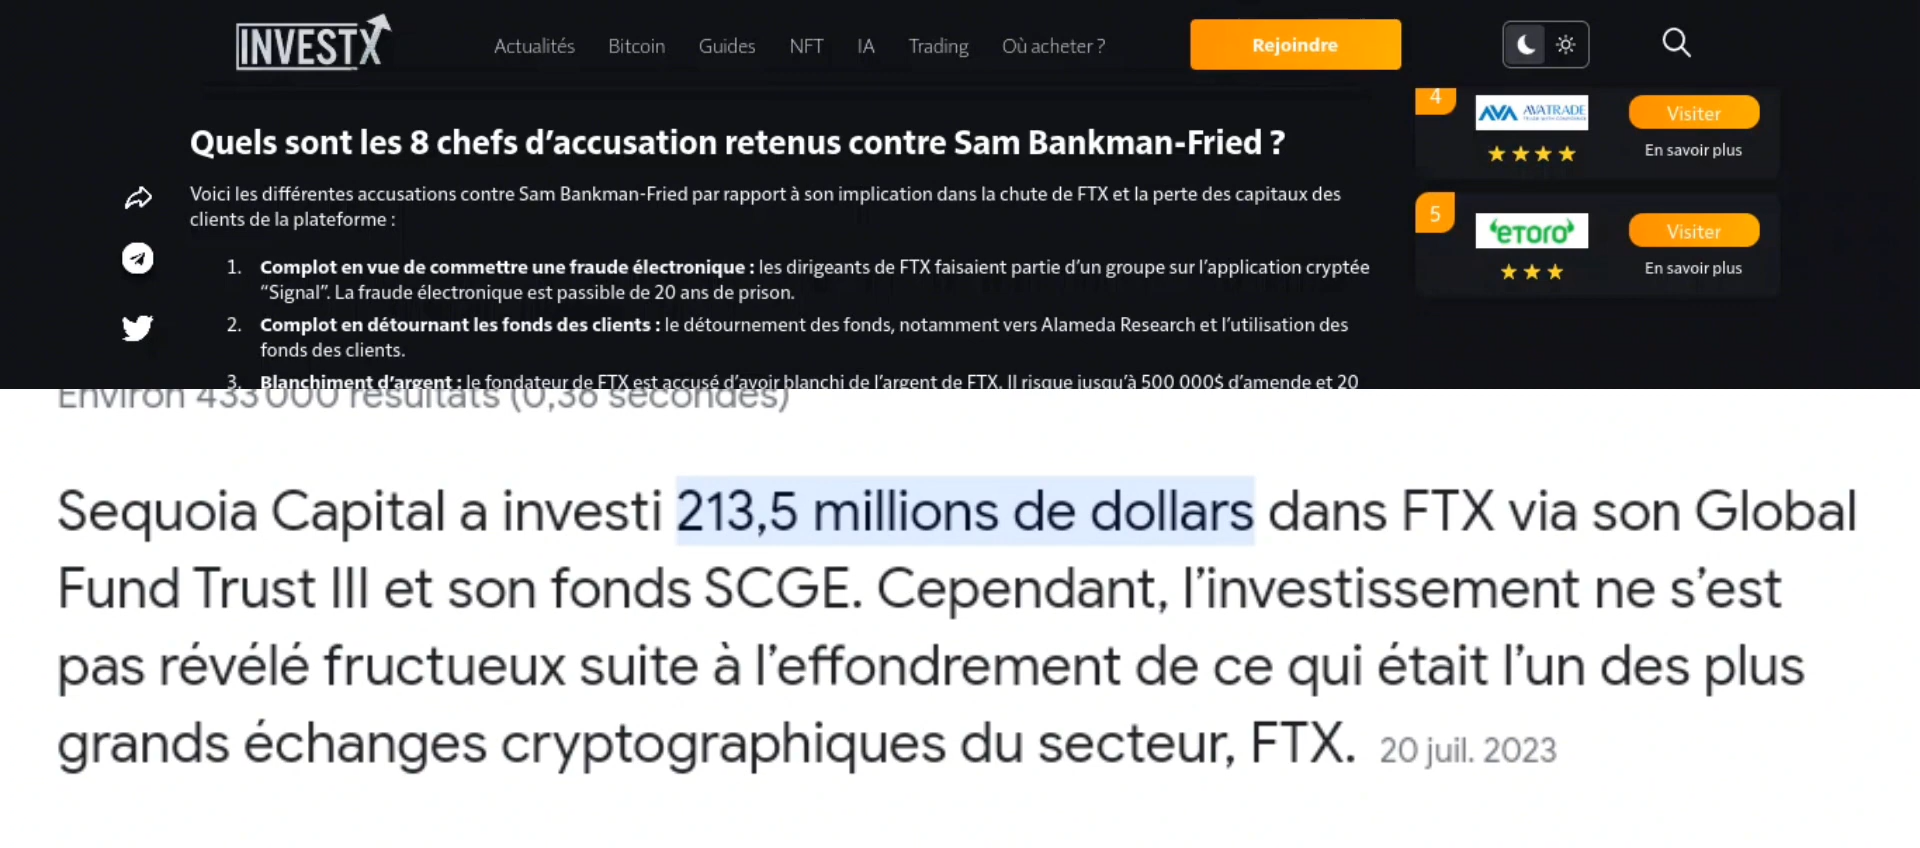 INVESTX Actualités Bitcoin Guides NFT IA Trading Où acheter ? Rejoindre
4 AVA AVATRADE Visiter
En savoir plus
5 eToro Visiter
En savoir plus
Quels sont les 8 chefs d’accusation retenus contre Sam Bankman-Fried ?
Voici les différentes accusations contre Sam Bankman-Fried par rapport à son implication dans la chute de FTX et la perte des capitaux des
clients de la plateforme :
1. Complot en vue de commettre une fraude électronique : les dirigeants de FTX faisaient partie d’un groupe sur l’application cryptée
“Signal”. La fraude électronique est passible de 20 ans de prison.
2. Complot en détournant les fonds des clients : le détournement des fonds, notamment vers Alameda Research et l’utilisation des
fonds des clients.
3. Blanchiment d’argent : le fondateur de FTX est accusé d’avoir blanchi de l’argent de FTX. Il risque jusqu’à 500 000$ d’amende et 20
Environ 433 000 résultats (0,36 secondes)
Sequoia Capital a investi 213,5 millions de dollars dans FTX via son Global
Fund Trust III et son fonds SCGE. Cependant, l’investissement ne s’est
pas révélé fructueux suite à l’effondrement de ce qui était l’un des plus
grands échanges cryptographiques du secteur, FTX. 20 juil. 2023